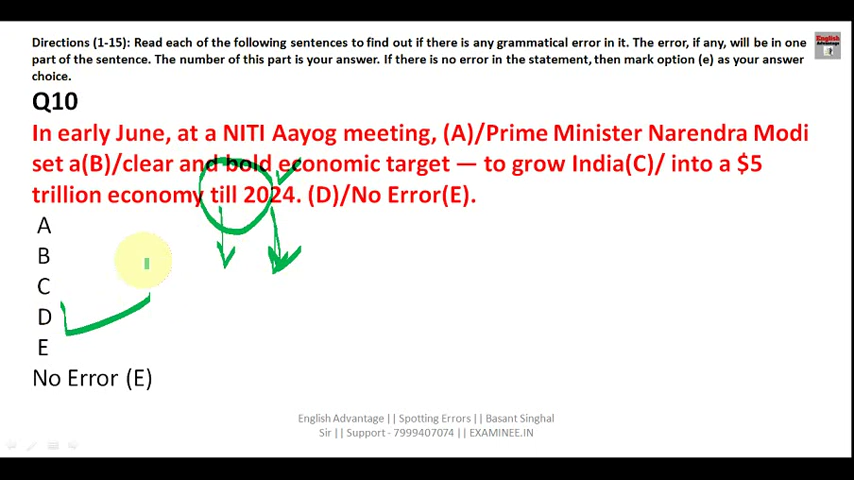 Directions (1-15): Read each of the following sentences to find out if there is any grammatical error in it. The error, if any, will be in one
part of the sentence. The number of this part is your answer. If there is no error in the statement, then mark option (e) as your answer
choice.
English
Advantage
Q10
In early June, at a NITI Aayog meeting, (A)/Prime Minister Narendra Modi
set a(B)/clear and bold economic target — to grow India(C)/ into a $5
trillion economy till 2024. (D)/No Error(E).
A
B
C
D
E
No Error (E)
English Advantage || Spotting Errors || Basant Singhal
Sir || Support - 7999407074 || EXAMINEE.IN